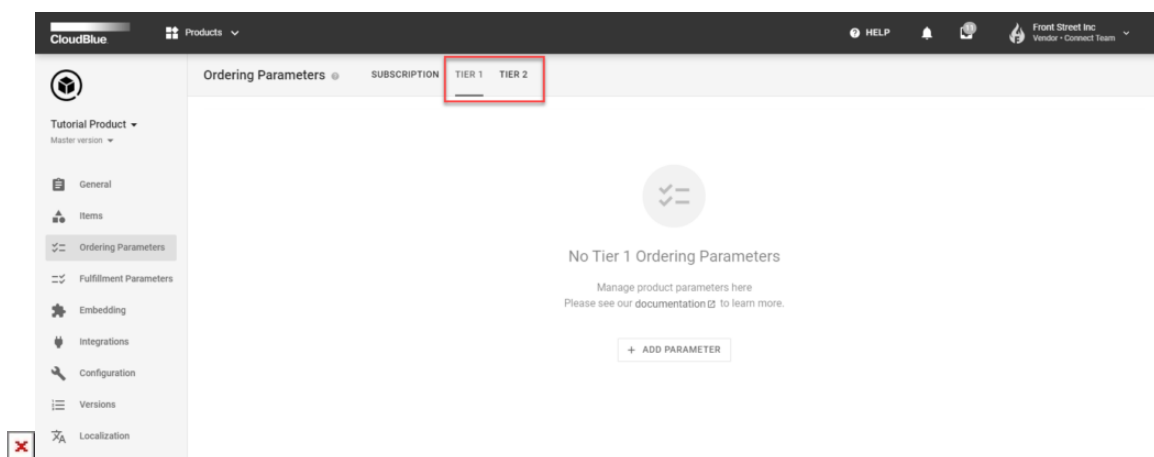 CloudBlue
Products
HELP
11
Front Street Inc
Vendor • Connect Team
Ordering Parameters
SUBSCRIPTION TIER 1 TIER 2
Tutorial Product
Master version
General
Items
Ordering Parameters
Fulfillment Parameters
Embedding
Integrations
Configuration
Versions
Localization
No Tier 1 Ordering Parameters
Manage product parameters here
Please see our documentation to learn more.
+ ADD PARAMETER